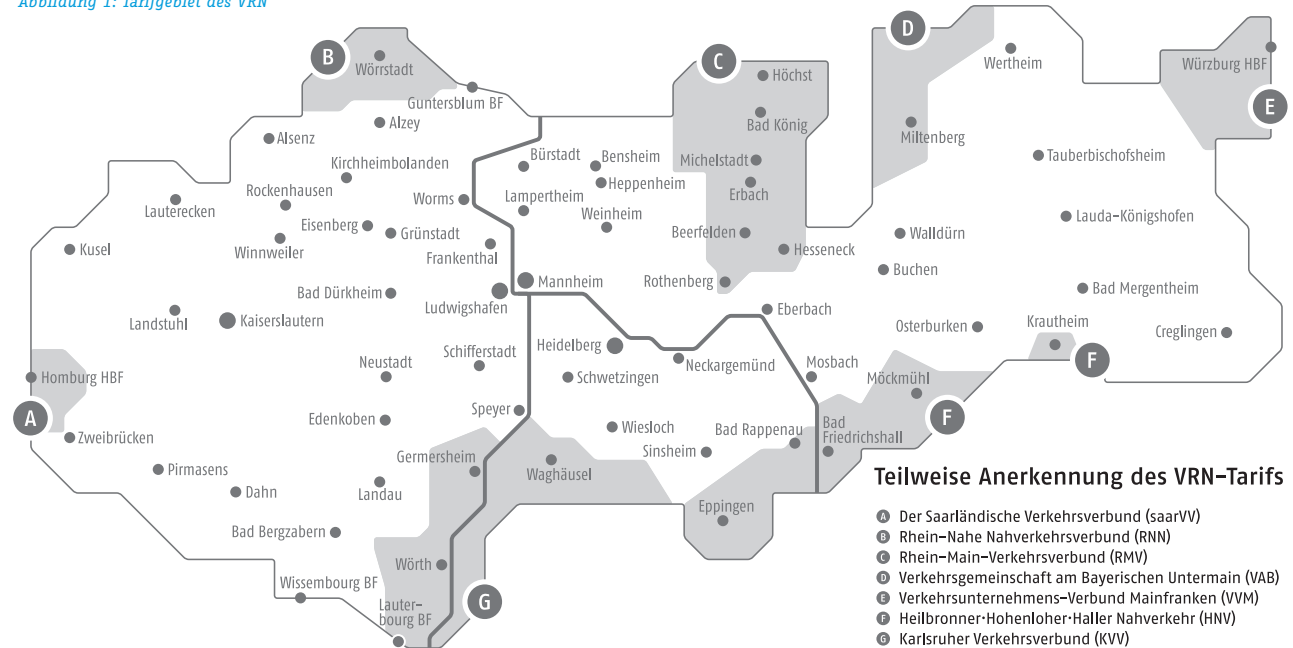 Abbildung 1: Tarifgebiet des VRN
B
Wörrstadt
Guntersblum BF
C
Höchst
Bad König
D
Wertheim
Miltenberg
Würzburg HBF
E
Alsenz
Alzey
Kirchheimbolanden
Rockenhausen
Lauterecken
Eisenberg
Winnweiler
Grünstadt
Worms
Frankenthal
Kusel
Bürstadt
Bensheim
Heppenheim
Lampertheim
Weinheim
Michelstadt
Erbach
Beerfelden
Hesseneck
Rothenberg
Tauberbischofsheim
Lauda-Königshofen
Walldürn
Buchen
Bad Mergentheim
Bad Dürkheim
Ludwigshafen
Mannheim
Landstuhl
Kaiserslautern
Eberbach
Osterburken
Krautheim
Creglingen
F
Homburg HBF
A
Zweibrücken
Neustadt
Schifferstadt
Heidelberg
Neckargemünd
Schwetzingen
Mosbach
Möckmühl
F
Edenkoben
Speyer
Wiesloch
Sinsheim
Bad Rappenau
Bad
Friedrichshall
Pirmasens
Dahn
Landau
Germersheim
Waghäusel
Eppingen
Bad Bergzabern
Wörth
Wissembourg BF
Lauter-
bourg BF
G
Teilweise Anerkennung des VRN-Tarifs
A Der Saarländische Verkehrsverbund (saarVV)
B Rhein-Nahe Nahverkehrsverbund (RNN)
C Rhein-Main-Verkehrsverbund (RMV)
D Verkehrsgemeinschaft am Bayerischen Untermain (VAB)
E Verkehrsunternehmens-Verbund Mainfranken (VVM)
F Heilbronner·Hohenloher·Haller Nahverkehr (HNV)
G Karlsruher Verkehrsverbund (KVV)